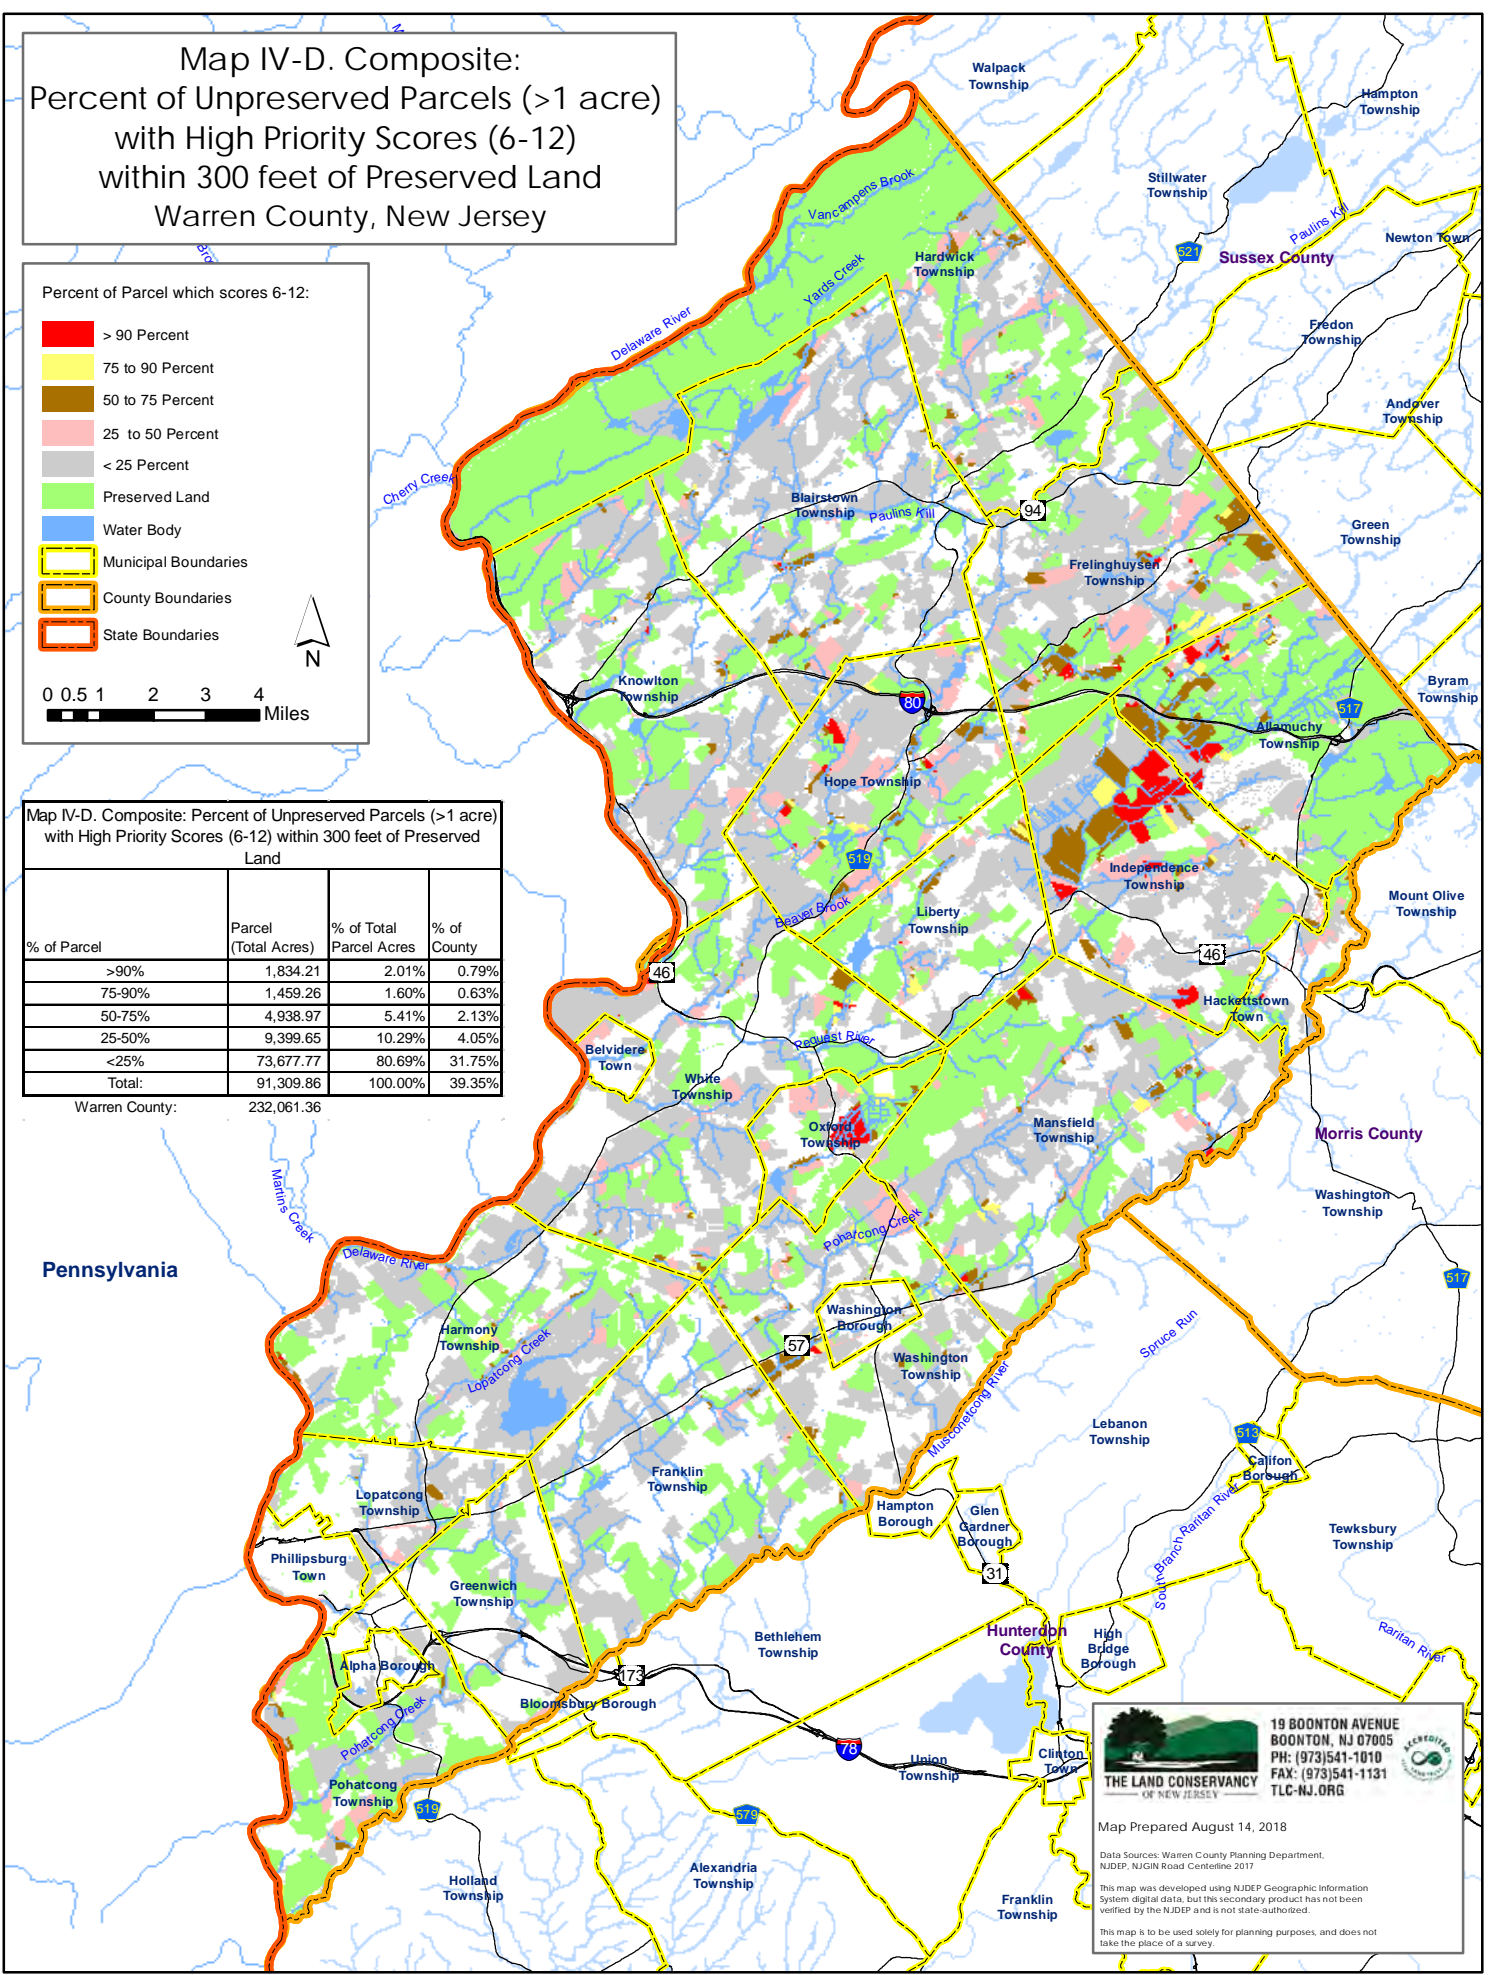 Map IV-D. Composite:
Percent of Unpreserved Parcels (>1 acre)
with High Priority Scores (6-12)
within 300 feet of Preserved Land
Warren County, New Jersey
Percent of Parcel which scores 6-12:
> 90 Percent
75 to 90 Percent
50 to 75 Percent
25 to 50 Percent
< 25 Percent
Preserved Land
Water Body
Municipal Boundaries
County Boundaries
State Boundaries
N
0 0.5 1 2 3 4
Miles
Map IV-D. Composite: Percent of Unpreserved Parcels (>1 acre)
with High Priority Scores (6-12) within 300 feet of Preserved
Land
% of Parcel
Parcel
(Total Acres)
% of Total
Parcel Acres
% of
County
>90% 1,834.21 2.01% 0.79%
75-90% 1,459.26 1.60% 0.63%
50-75% 4,938.97 5.41% 2.13%
25-50% 9,399.65 10.29% 4.05%
<25% 73,677.77 80.69% 31.75%
Total: 91,309.86 100.00% 39.35%
Warren County: 232,061.36
Walpack
Township
Hampton
Township
Stillwater
Township
Vancampens Brook
Paulins Kill
Newton Town
521
Sussex County
Hardwick
Township
Yards Creek
Delaware River
Fredon
Township
Andover
Township
Cherry Creek
Blairstown
Township
Paulins Kill
94
Green
Township
Frelinghuysen
Township
Knowlton
Township
80
517
Byram
Township
Allamuchy
Township
Hope Township
519
Independence
Township
Mount Olive
Township
Beaver Brook
Liberty
Township
46
46
Hackettstown
Town
Request River
Belvidere
Town
White
Township
Oxford
Township
Mansfield
Township
Morris County
Martins Creek
Washington
Township
Pohatcong Creek
Delaware River
Pennsylvania
517
Washington
Borough
Spruce Run
Harmony
Township
Lopatcong Creek
57
Washington
Township
Musconetcong River
Lebanon
Township
513
Califon
Borough
Franklin
Township
Lopatcong
Township
Hampton
Borough
Glen
Gardner
Borough
South Branch Raritan River
Tewksbury
Township
Phillipsburg
Town
31
Greenwich
Township
Bethlehem
Township
Hunterdon
County
High
Bridge
Borough
Raritan River
Alpha Borough
173
Bloomsbury Borough
Pohatcong Creek
78
Union
Township
Clinton
Town
Pohatcong
Township
519
579
Alexandria
Township
Holland
Township
Franklin
Township
THE LAND CONSERVANCY
OF NEW JERSEY
19 BOONTON AVENUE
BOONTON, NJ 07005
PH: (973)541-1010
FAX: (973)541-1131
TLC-NJ.ORG
ACCREDITED
Map Prepared August 14, 2018
Data Sources: Warren County Planning Department,
NJDEP, NJGIN Road Centerline 2017
This map was developed using NJDEP Geographic Information
System digital data, but this secondary product has not been
verified by the NJDEP and is not state-authorized.
This map is to be used solely for planning purposes, and does not
take the place of a survey.